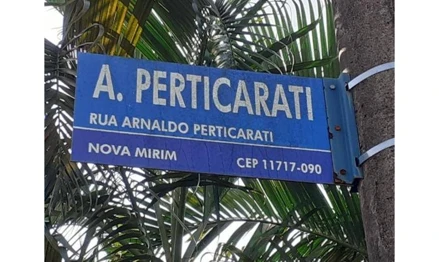 A. PERTICARATI
RUA ARNALDO PERTICARATI
NOVA MIRIM CEP 11717-090